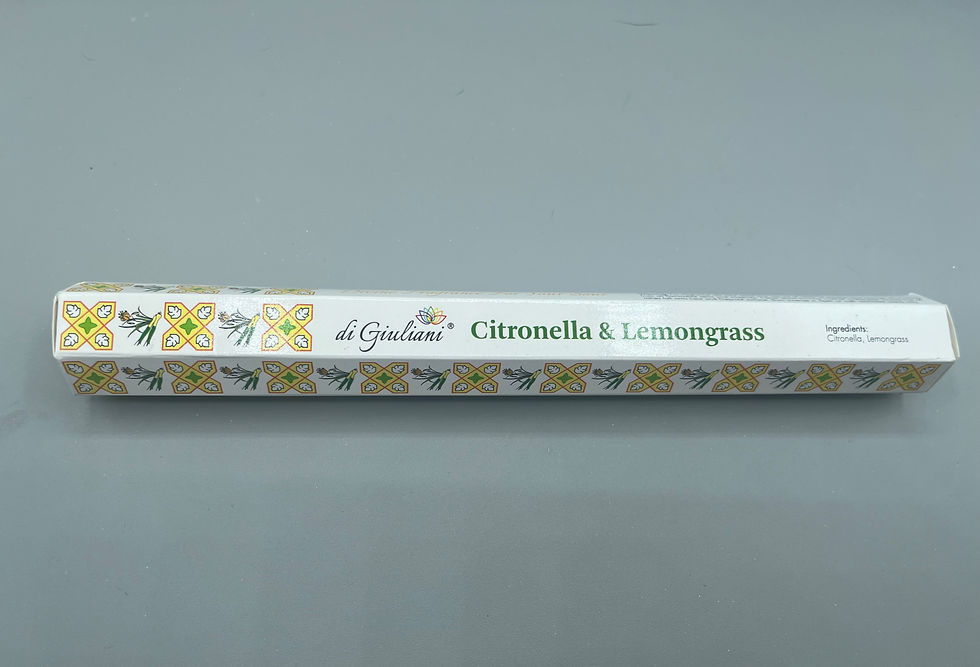 di Giuliani®
Citronella & Lemongrass
Ingredients:
Citronella, Lemongrass